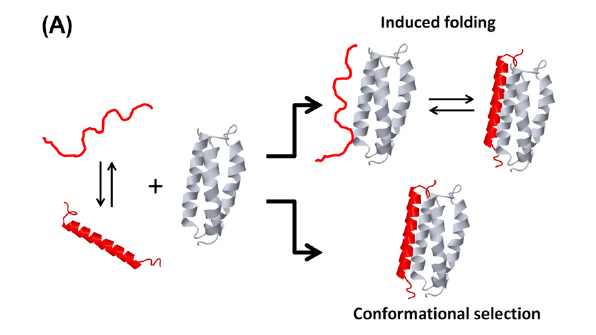 (A)
Induced folding
+
Conformational selection